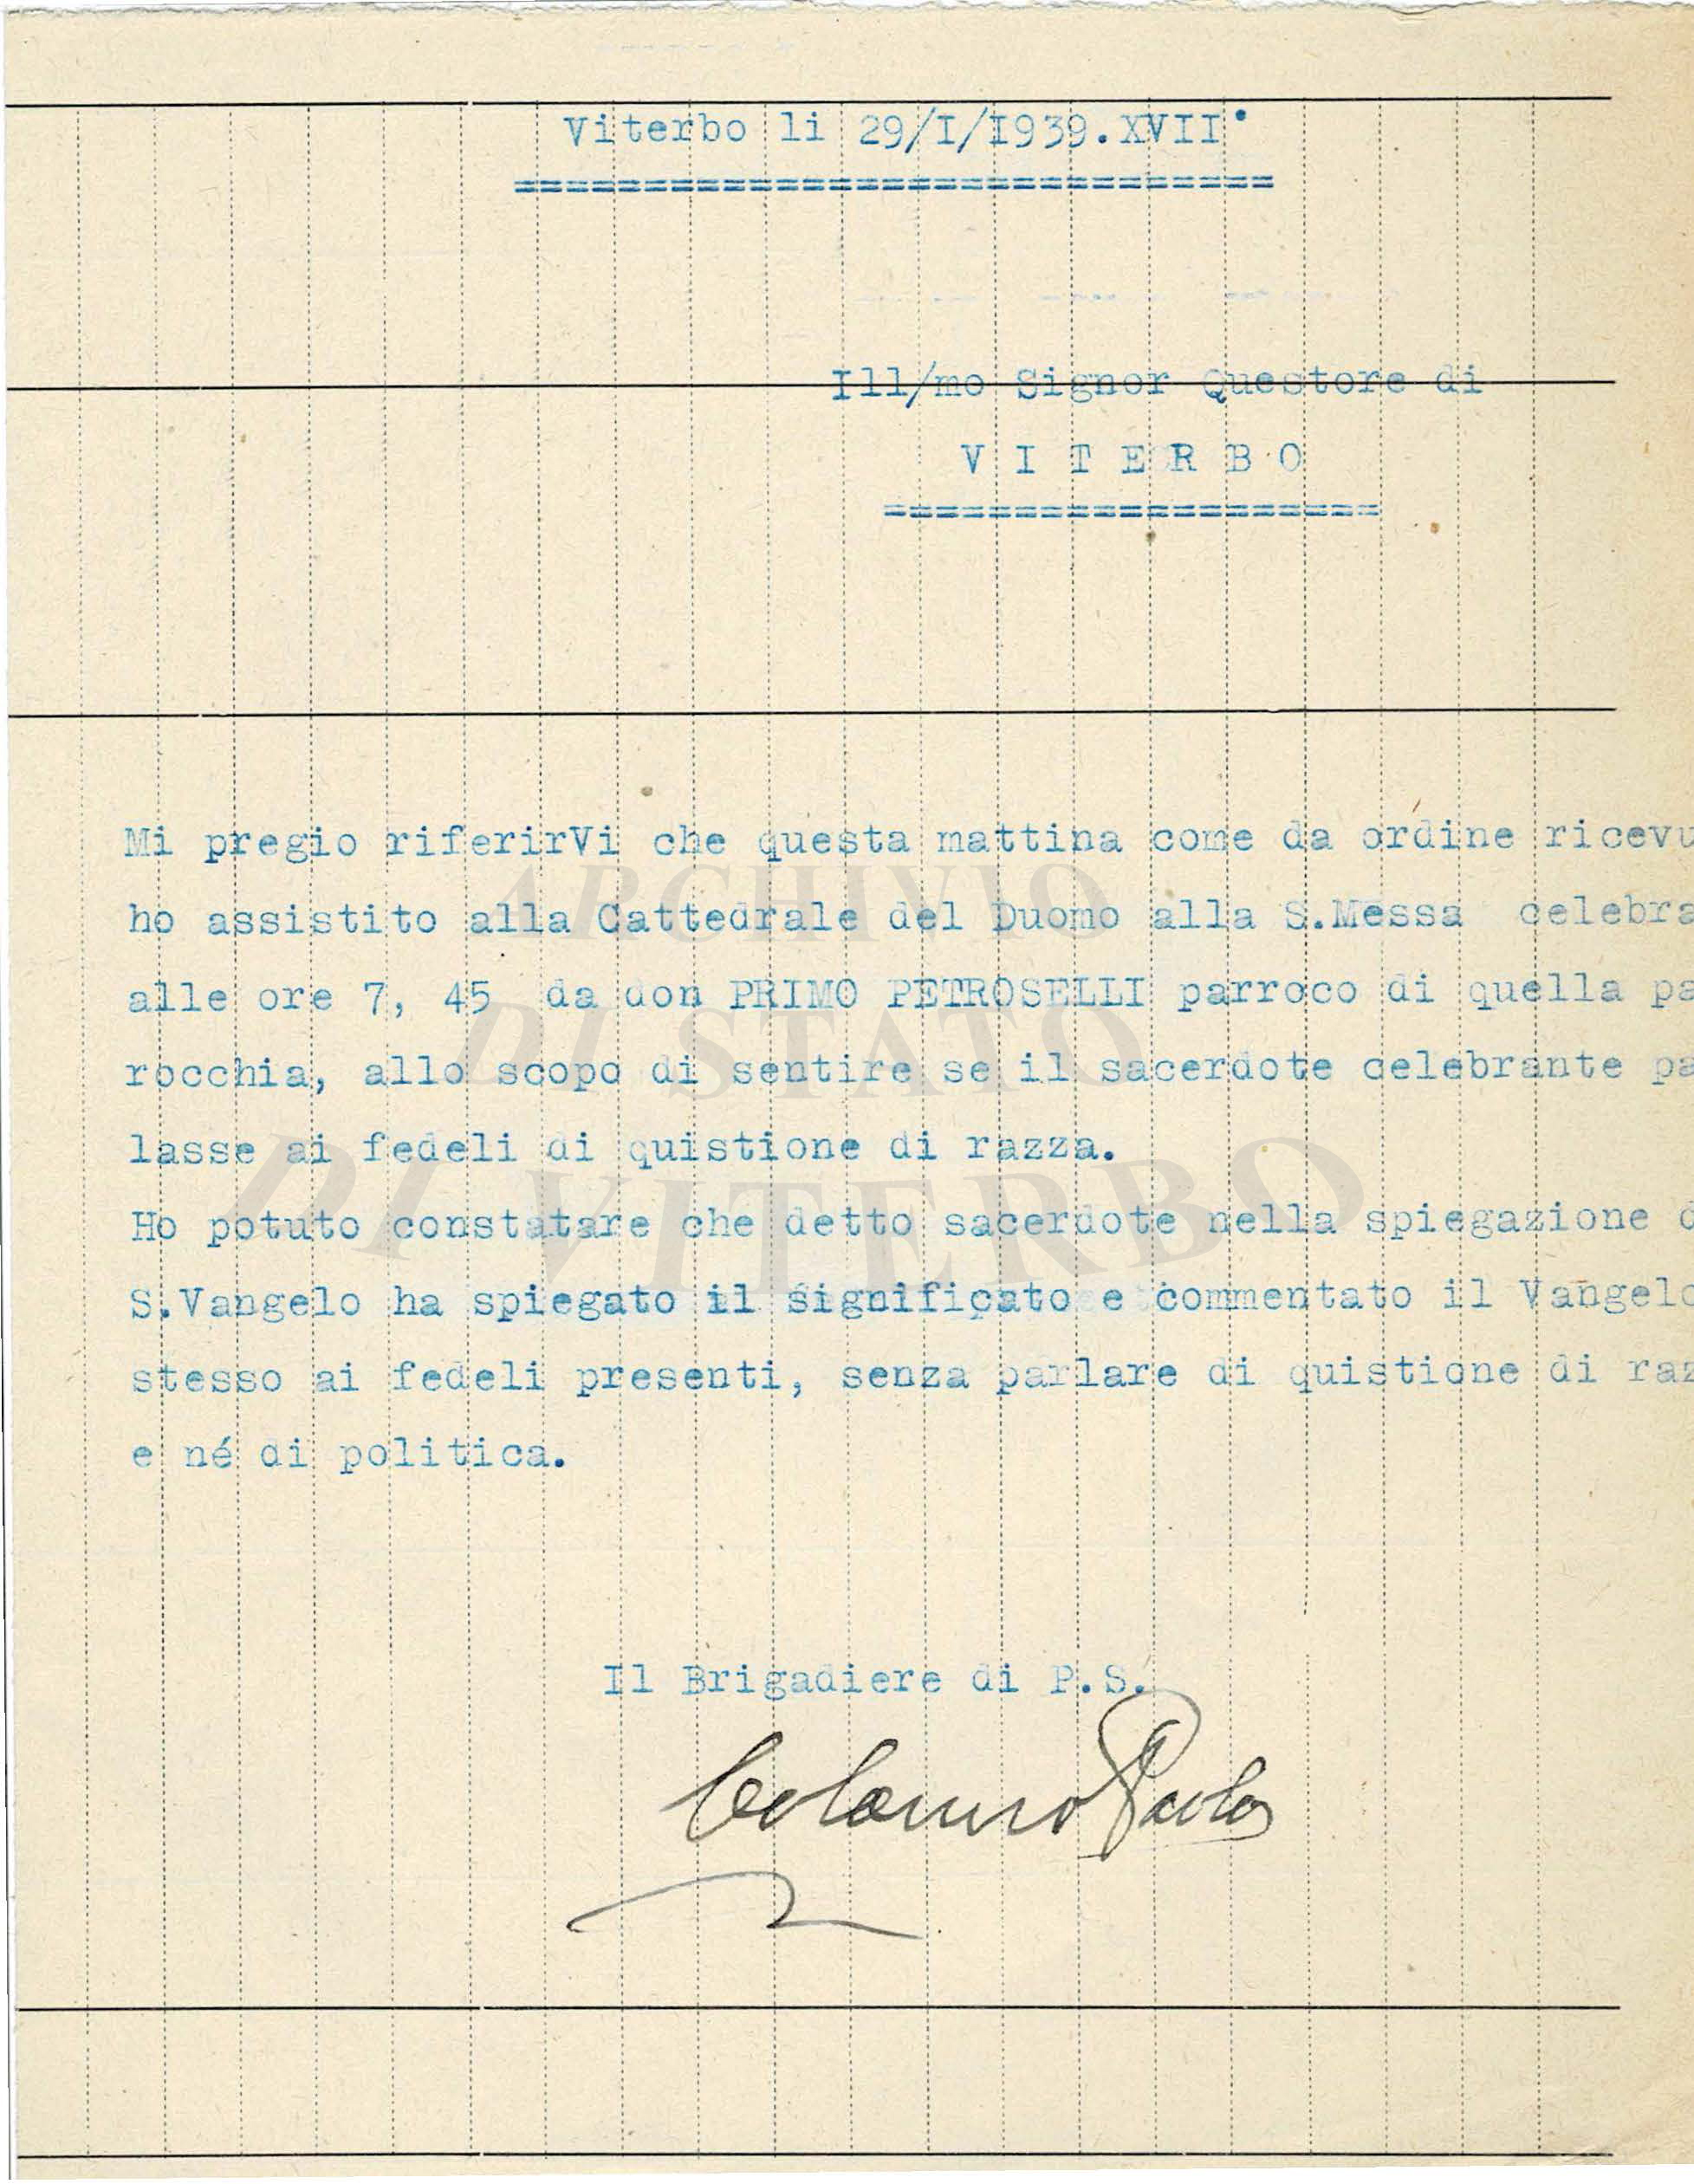 Viterbo li 29/I/I939.XVII°
==============================
Ill/mo Signor Questore di
V I T E R B O
===================
Mi pregio riferirVi che questa mattina come da ordine ricevu
ho assistito alla Cattedrale del Duomo alla S.Messa celebra
alle ore 7, 45 da don PRIMO PETROSELLI parroco di quella pa
rocchia, allo scopo di sentire se il sacerdote celebrante pa
lasse ai fedeli di quistione di razza.
Ho potuto constatare che detto sacerdote nella spiegazione d
S.Vangelo ha spiegato il significato e commentato il Vangelo
stesso ai fedeli presenti, senza parlare di quistione di raz
e né di politica.
Il Brigadiere di P.S.
Paolo
ARCHIVIO
DI STATO
DI VITERBO